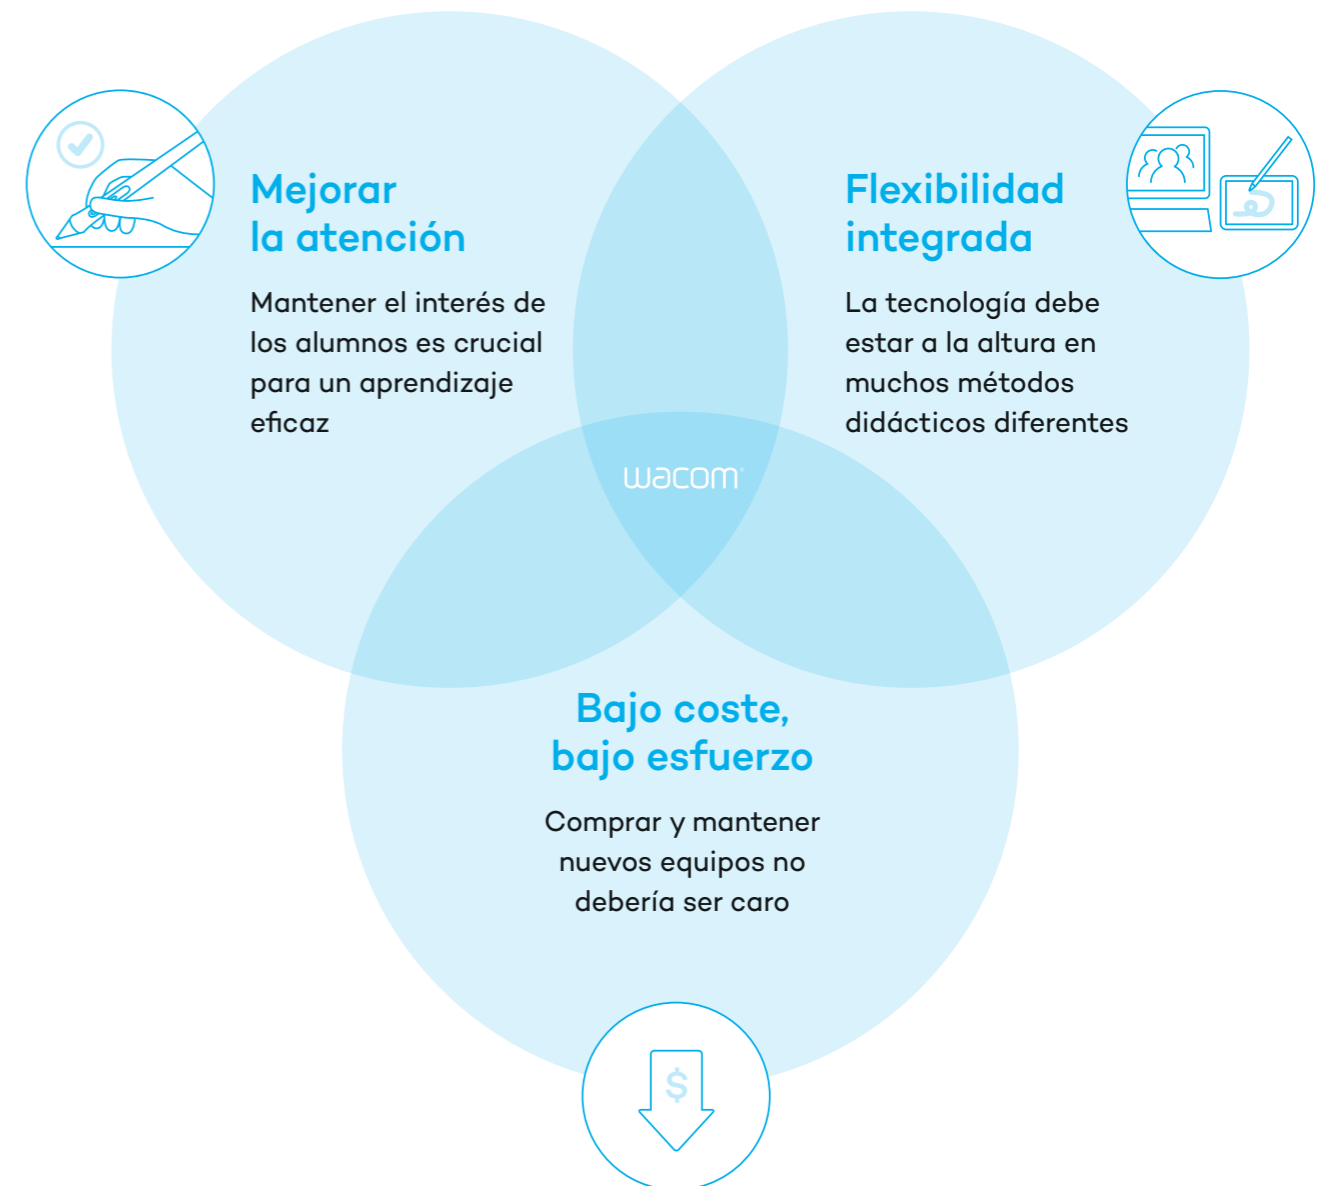 Mejorar
la atención
Mantener el interés de
los alumnos es crucial
para un aprendizaje
eficaz
Flexibilidad
integrada
La tecnología debe
estar a la altura en
muchos métodos
didácticos diferentes
wacom
Bajo coste,
bajo esfuerzo
Comprar y mantener
nuevos equipos no
debería ser caro
$